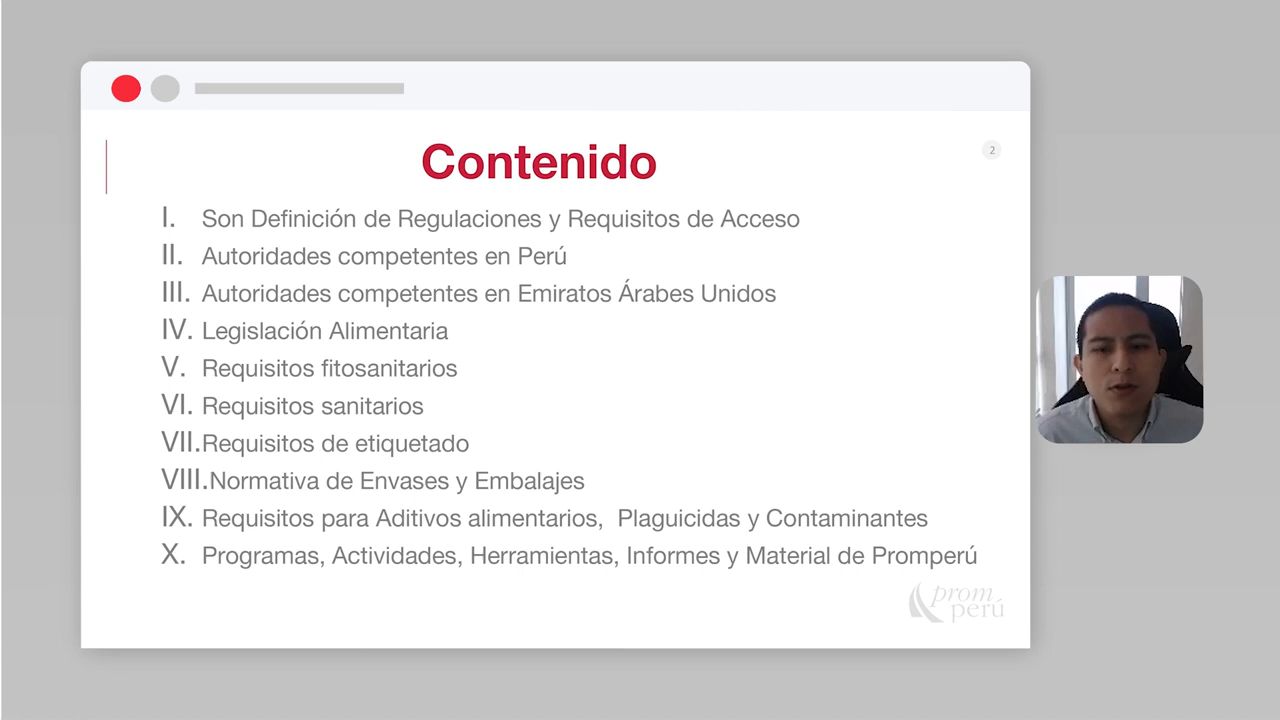 Contenido
2
I. Son Definición de Regulaciones y Requisitos de Acceso
II. Autoridades competentes en Perú
III. Autoridades competentes en Emiratos Árabes Unidos
IV. Legislación Alimentaria
V. Requisitos fitosanitarios
VI. Requisitos sanitarios
VII.Requisitos de etiquetado
VIII.Normativa de Envases y Embalajes
IX. Requisitos para Aditivos alimentarios,  Plaguicidas y Contaminantes
X. Programas, Actividades, Herramientas, Informes y Material de Promperú
prom
perú